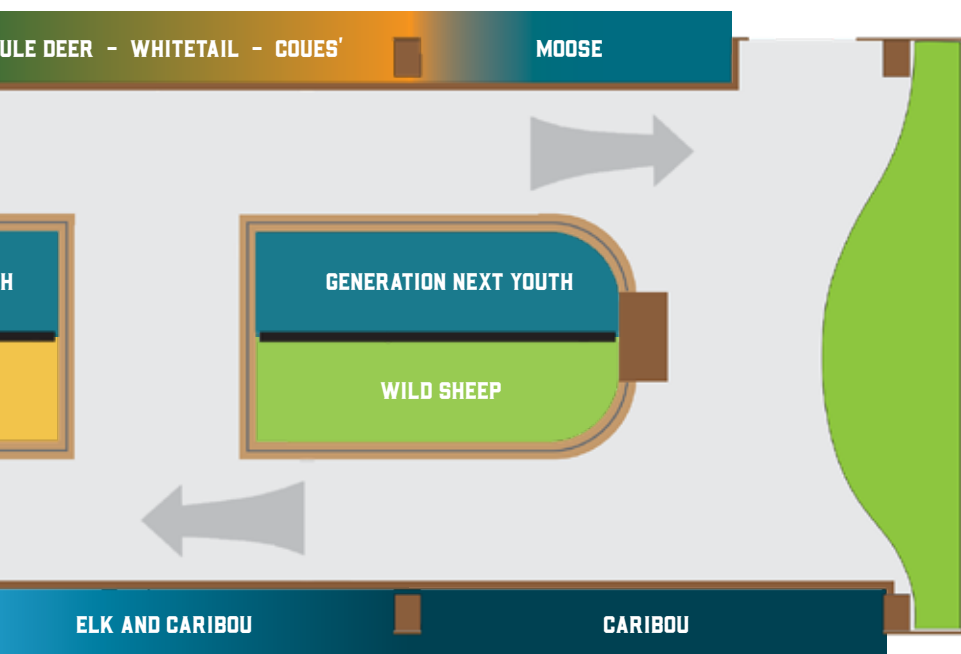 ULE DEER - WHITETAIL - COUES'
MOOSE
H
GENERATION NEXT YOUTH
WILD SHEEP
ELK AND CARIBOU
CARIBOU